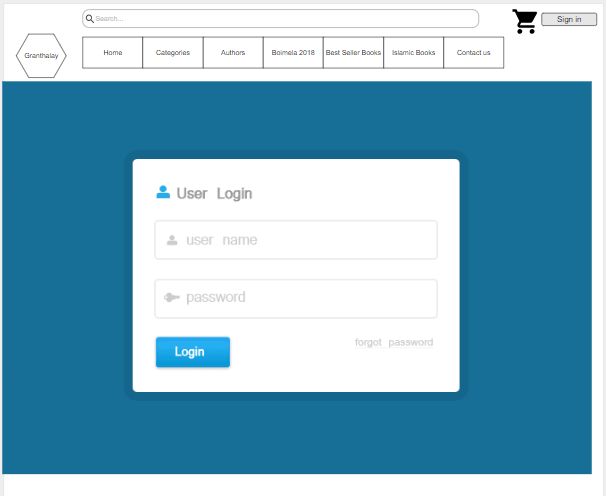 Search...
Sign in
Granthalay
Home
Categories
Authors
Boimela 2018
Best Seller Books
Islamic Books
Contact us
User Login
user name
password
Login
forgot password